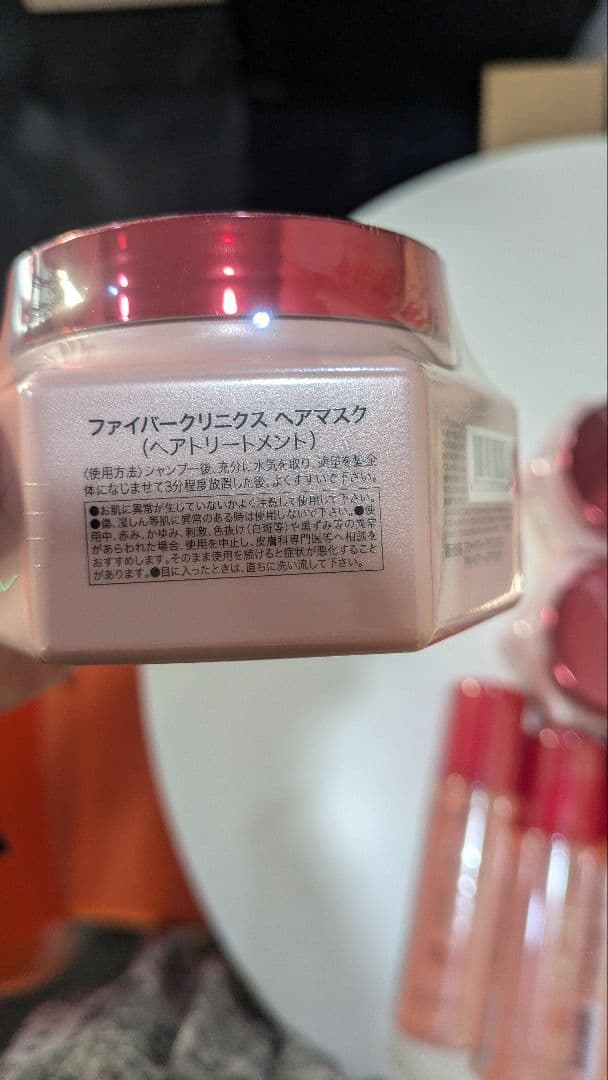 ファイバークリニクス ヘアマスク
(ヘアトリートメント)
〈使用方法〉シャンプー後、充分に水気を取り、適量を髪全
体になじませて3分程度放置した後、よくすすいで下さい。
●お肌に異常が生じていないかよく注意して使用して下さい。
●傷、湿しん等肌に異常のある時は使用しないで下さい。●使
用中、赤み、かゆみ、刺激、色抜け(白斑等)や黒ずみ等の異常
があらわれた場合、使用を中止し、皮膚科専門医等へ相談を
おすすめします。そのまま使用を続けると症状が悪化すること
があります。●目に入ったときは、直ちに洗い流して下さい。